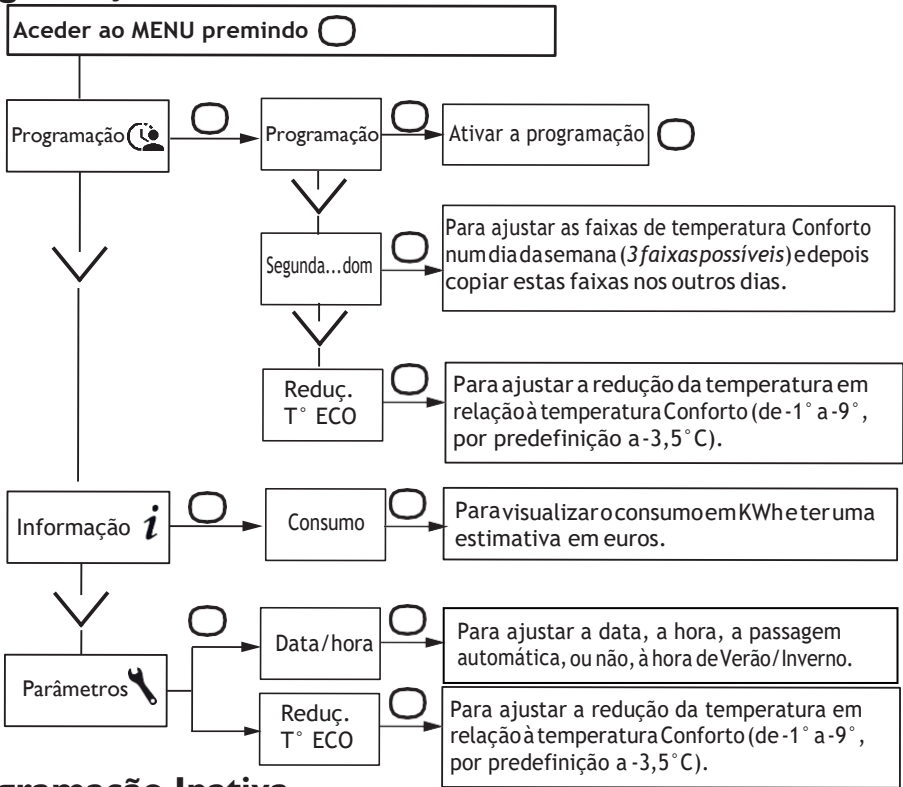 Aceder ao MENU premindo
Programação
Programação
Ativar a programação
Segunda...dom
Para ajustar as faixas de temperatura Conforto
num dia da semana (3 faixas possíveis) e depois
copiar estas faixas nos outros dias.
Reduç.
T° ECO
Para ajustar a redução da temperatura em
relação à temperatura Conforto (de -1° a -9°,
por predefinição a -3,5°C).
Informação i
Consumo
Para visualizar o consumo em KWh e ter uma
estimativa em euros.
Parâmetros
Data/hora
Para ajustar a data, a hora, a passagem
automática, ou não, à hora de Verão/Inverno.
Reduç.
T° ECO
Para ajustar a redução da temperatura em
relação à temperatura Conforto (de -1° a -9°,
por predefinição a -3,5°C).